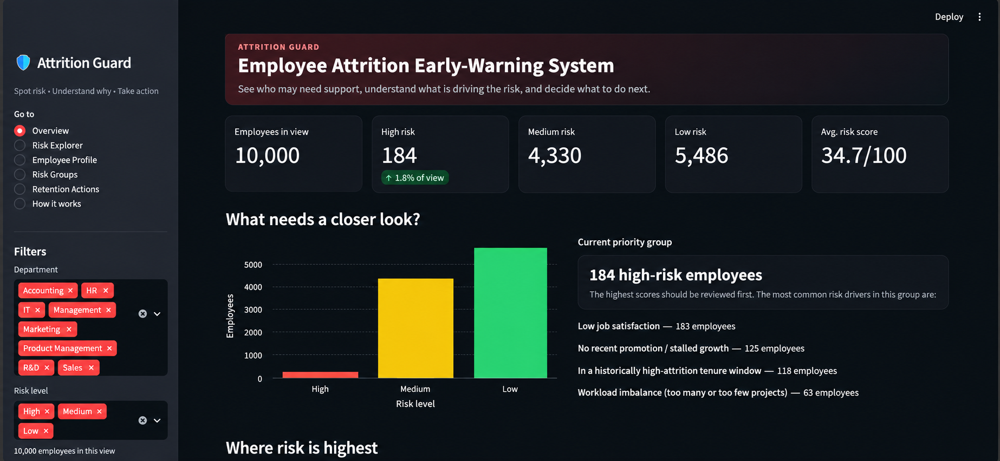 Deploy
Attrition Guard
Spot risk • Understand why • Take action
Go to
Overview
Risk Explorer
Employee Profile
Risk Groups
Retention Actions
How it works
Filters
Department
Accounting × HR ×
IT × Management ×
Marketing ×
Product Management ×
R&D × Sales ×
Risk level
High × Medium ×
Low ×
10,000 employees in this view
ATTRITION GUARD
Employee Attrition Early-Warning System
See who may need support, understand what is driving the risk, and decide what to do next.
Employees in view
10,000
High risk
184
↑ 1.8% of view
Medium risk
4,330
Low risk
5,486
Avg. risk score
34.7/100
What needs a closer look?
Employees
5000
4000
3000
2000
1000
0
High Medium Low
Risk level
Current priority group
184 high-risk employees
The highest scores should be reviewed first. The most common risk drivers in this group are:
Low job satisfaction — 183 employees
No recent promotion / stalled growth — 125 employees
In a historically high-attrition tenure window — 118 employees
Workload imbalance (too many or too few projects) — 63 employees
Where risk is highest